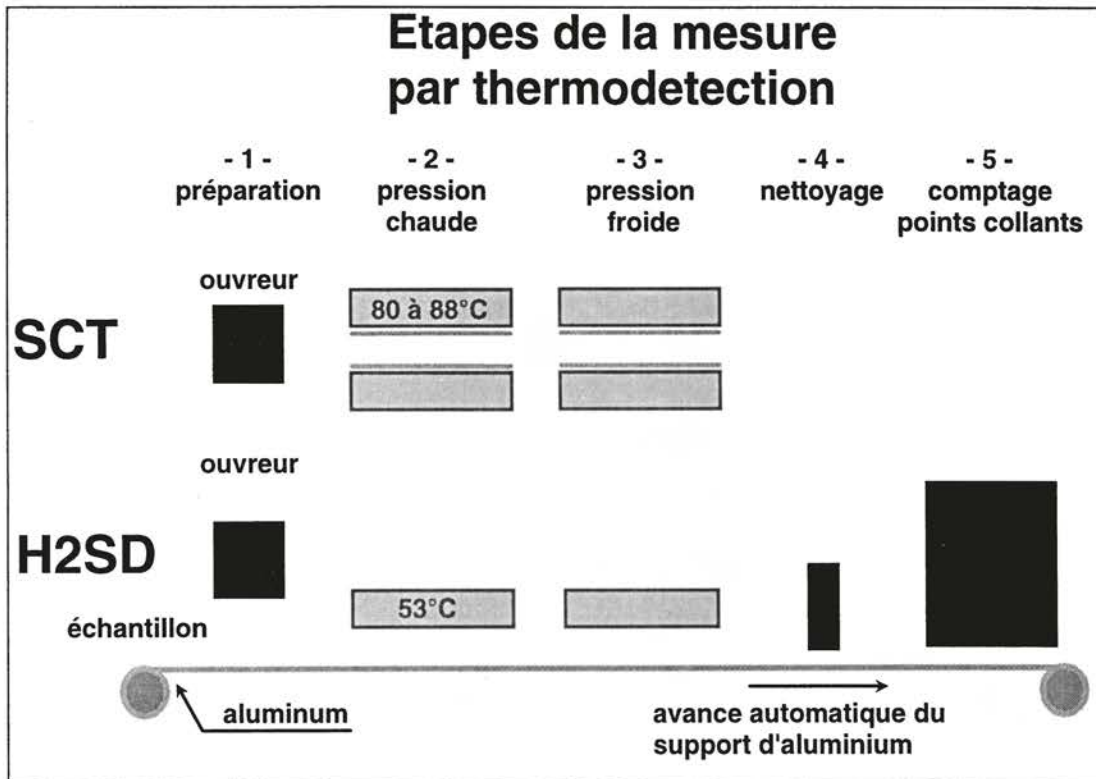 Etapes de la mesure
par thermodetection
- 1 -
préparation
- 2 -
pression
chaude
- 3 -
pression
froide
- 4 -
nettoyage
- 5 -
comptage
points collants
SCT
ouvreur
80 à 88°C
H2SD
ouvreur
53°C
échantillon
aluminum
avance automatique du
support d'aluminium